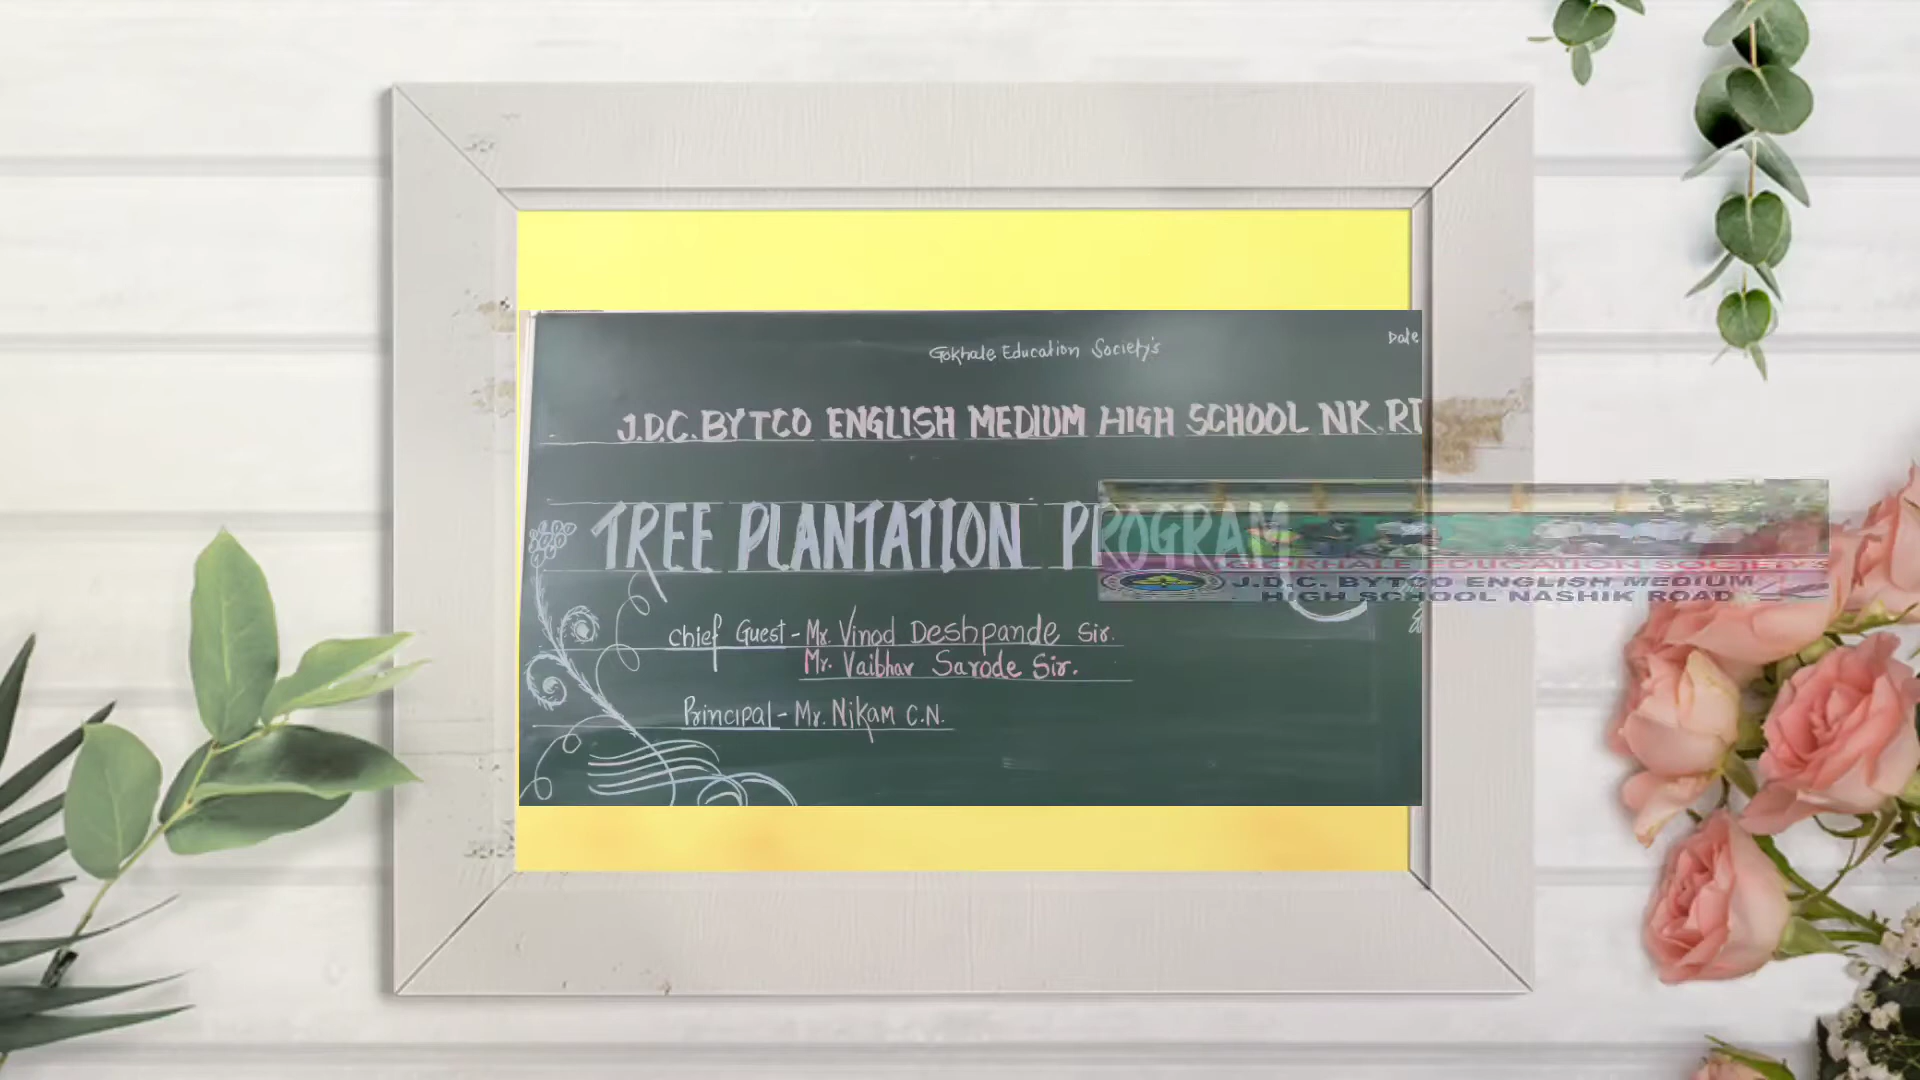 Gokhale Education Society's
Date
J.D.C. BYTCO ENGLISH MEDIUM HIGH SCHOOL NK. RD
TREE PLANTATION PROGRAM
GOKHALE EDUCATION SOCIETY'S
J.D.C. BYTCO ENGLISH MEDIUM
HIGH SCHOOL NASHIK ROAD
Chief Guest - Mr. Vinod Deshpande Sir.
Mr. Vaibhav Sarode Sir.
Principal - Mr. Nikam C.N.